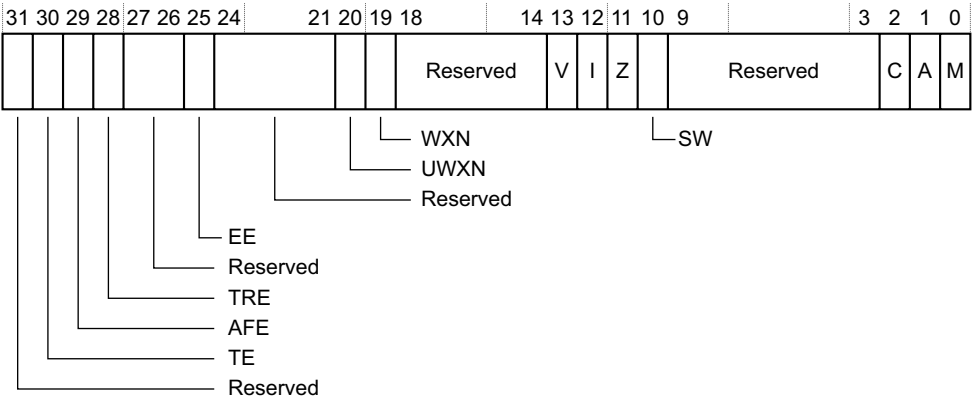 31 30 29 28 27 26 25 24 21 20 19 18 14 13 12 11 10 9 3 2 1 0
Reserved V I Z Reserved C A M
WXN SW
UWXN
Reserved
EE
Reserved
TRE
AFE
TE
Reserved